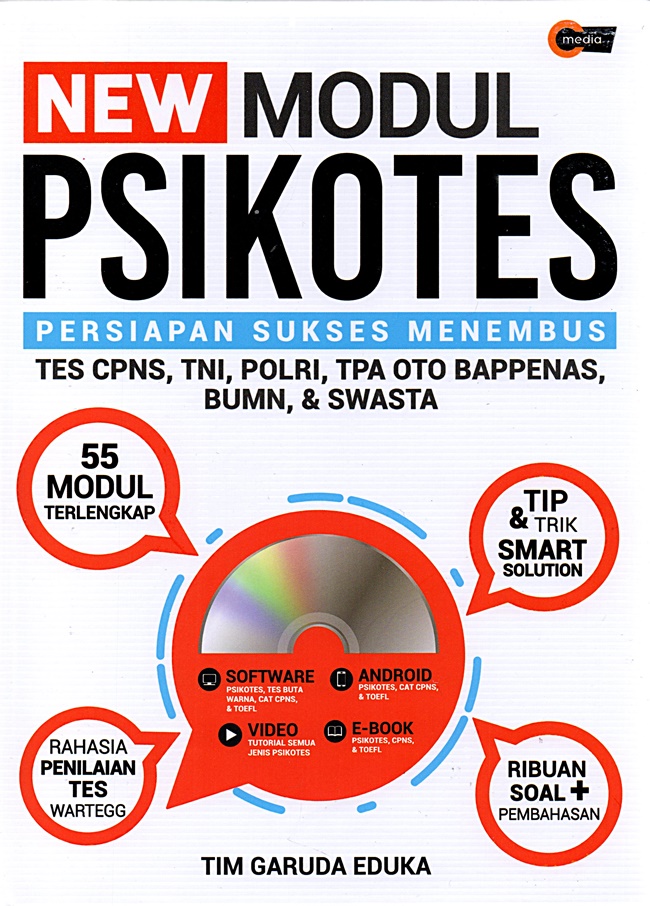 C media
NEW MODUL
PSIKOTES
PERSIAPAN SUKSES MENEMBUS
TES CPNS, TNI, POLRI, TPA OTO BAPPENAS,
BUMN, & SWASTA
55
MODUL
TERLENGKAP
TIP
& TRIK
SMART
SOLUTION
SOFTWARE
PSIKOTES, TES BUTA
WARNA, CAT CPNS,
& TOEFL
ANDROID
PSIKOTES, CAT CPNS,
& TOEFL
VIDEO
TUTORIAL SEMUA
JENIS PSIKOTES
E-BOOK
PSIKOTES, CPNS,
& TOEFL
RAHASIA
PENILAIAN
TES
WARTEGG
RIBUAN
SOAL +
PEMBAHASAN
TIM GARUDA EDUKA